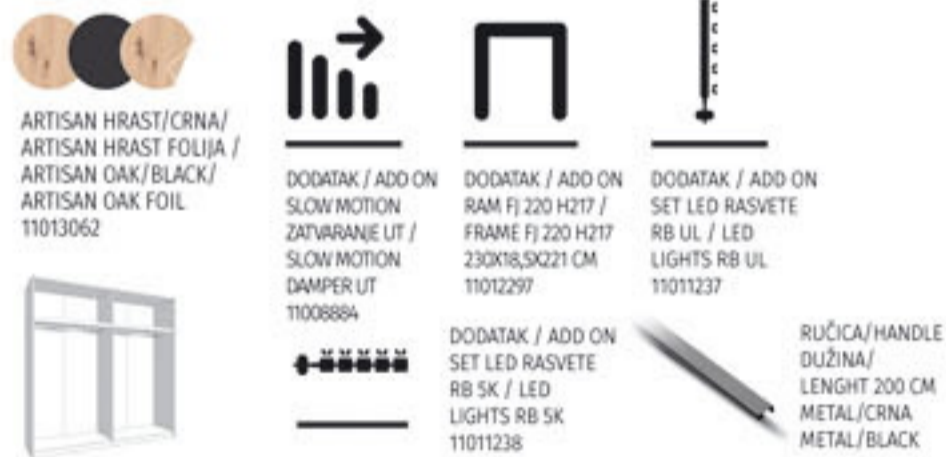 ARTISAN HRAST/CRNA/
ARTISAN HRAST FOLIJA /
ARTISAN OAK/BLACK/
ARTISAN OAK FOIL
11013062
DODATAK / ADD ON
SLOW MOTION
ZATVARANJE UT /
SLOW MOTION
DAMPER UT
11008884
DODATAK / ADD ON
RAM FJ 220 H217 /
FRAME FJ 220 H217
230X18,5X221 CM
11012297
DODATAK / ADD ON
SET LED RASVETE
RB UL / LED
LIGHTS RB UL
11011237
DODATAK / ADD ON
SET LED RASVETE
RB 5K / LED
LIGHTS RB 5K
11011238
RUČICA/HANDLE
DUŽINA/
LENGHT 200 CM
METAL/CRNA
METAL/BLACK